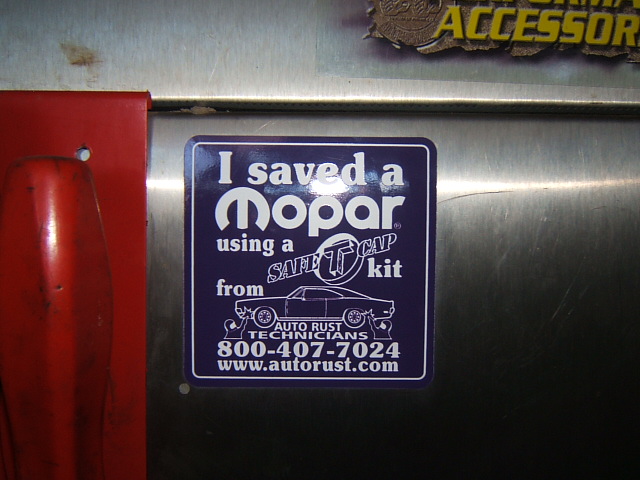 ACCESSOR
I saved a
mopar®
using a SAFE T CAP kit
from
AUTO RUST
TECHNICIANS
800-407-7024
www.autorust.com